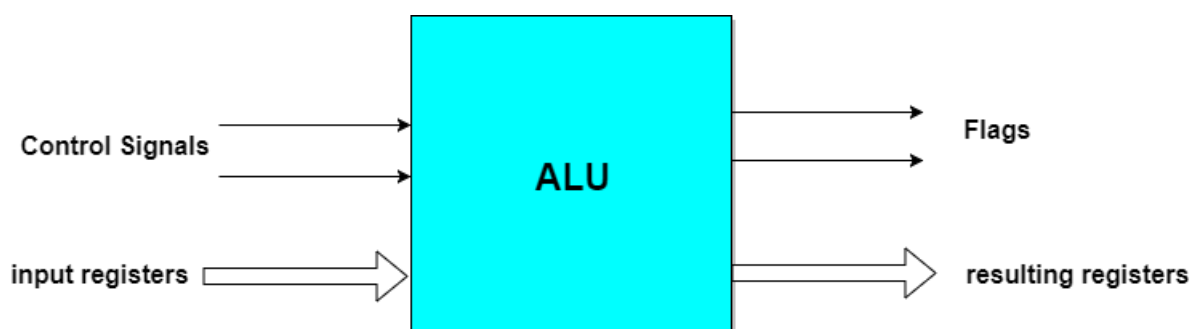 Control Signals
input registers
ALU
Flags
resulting registers